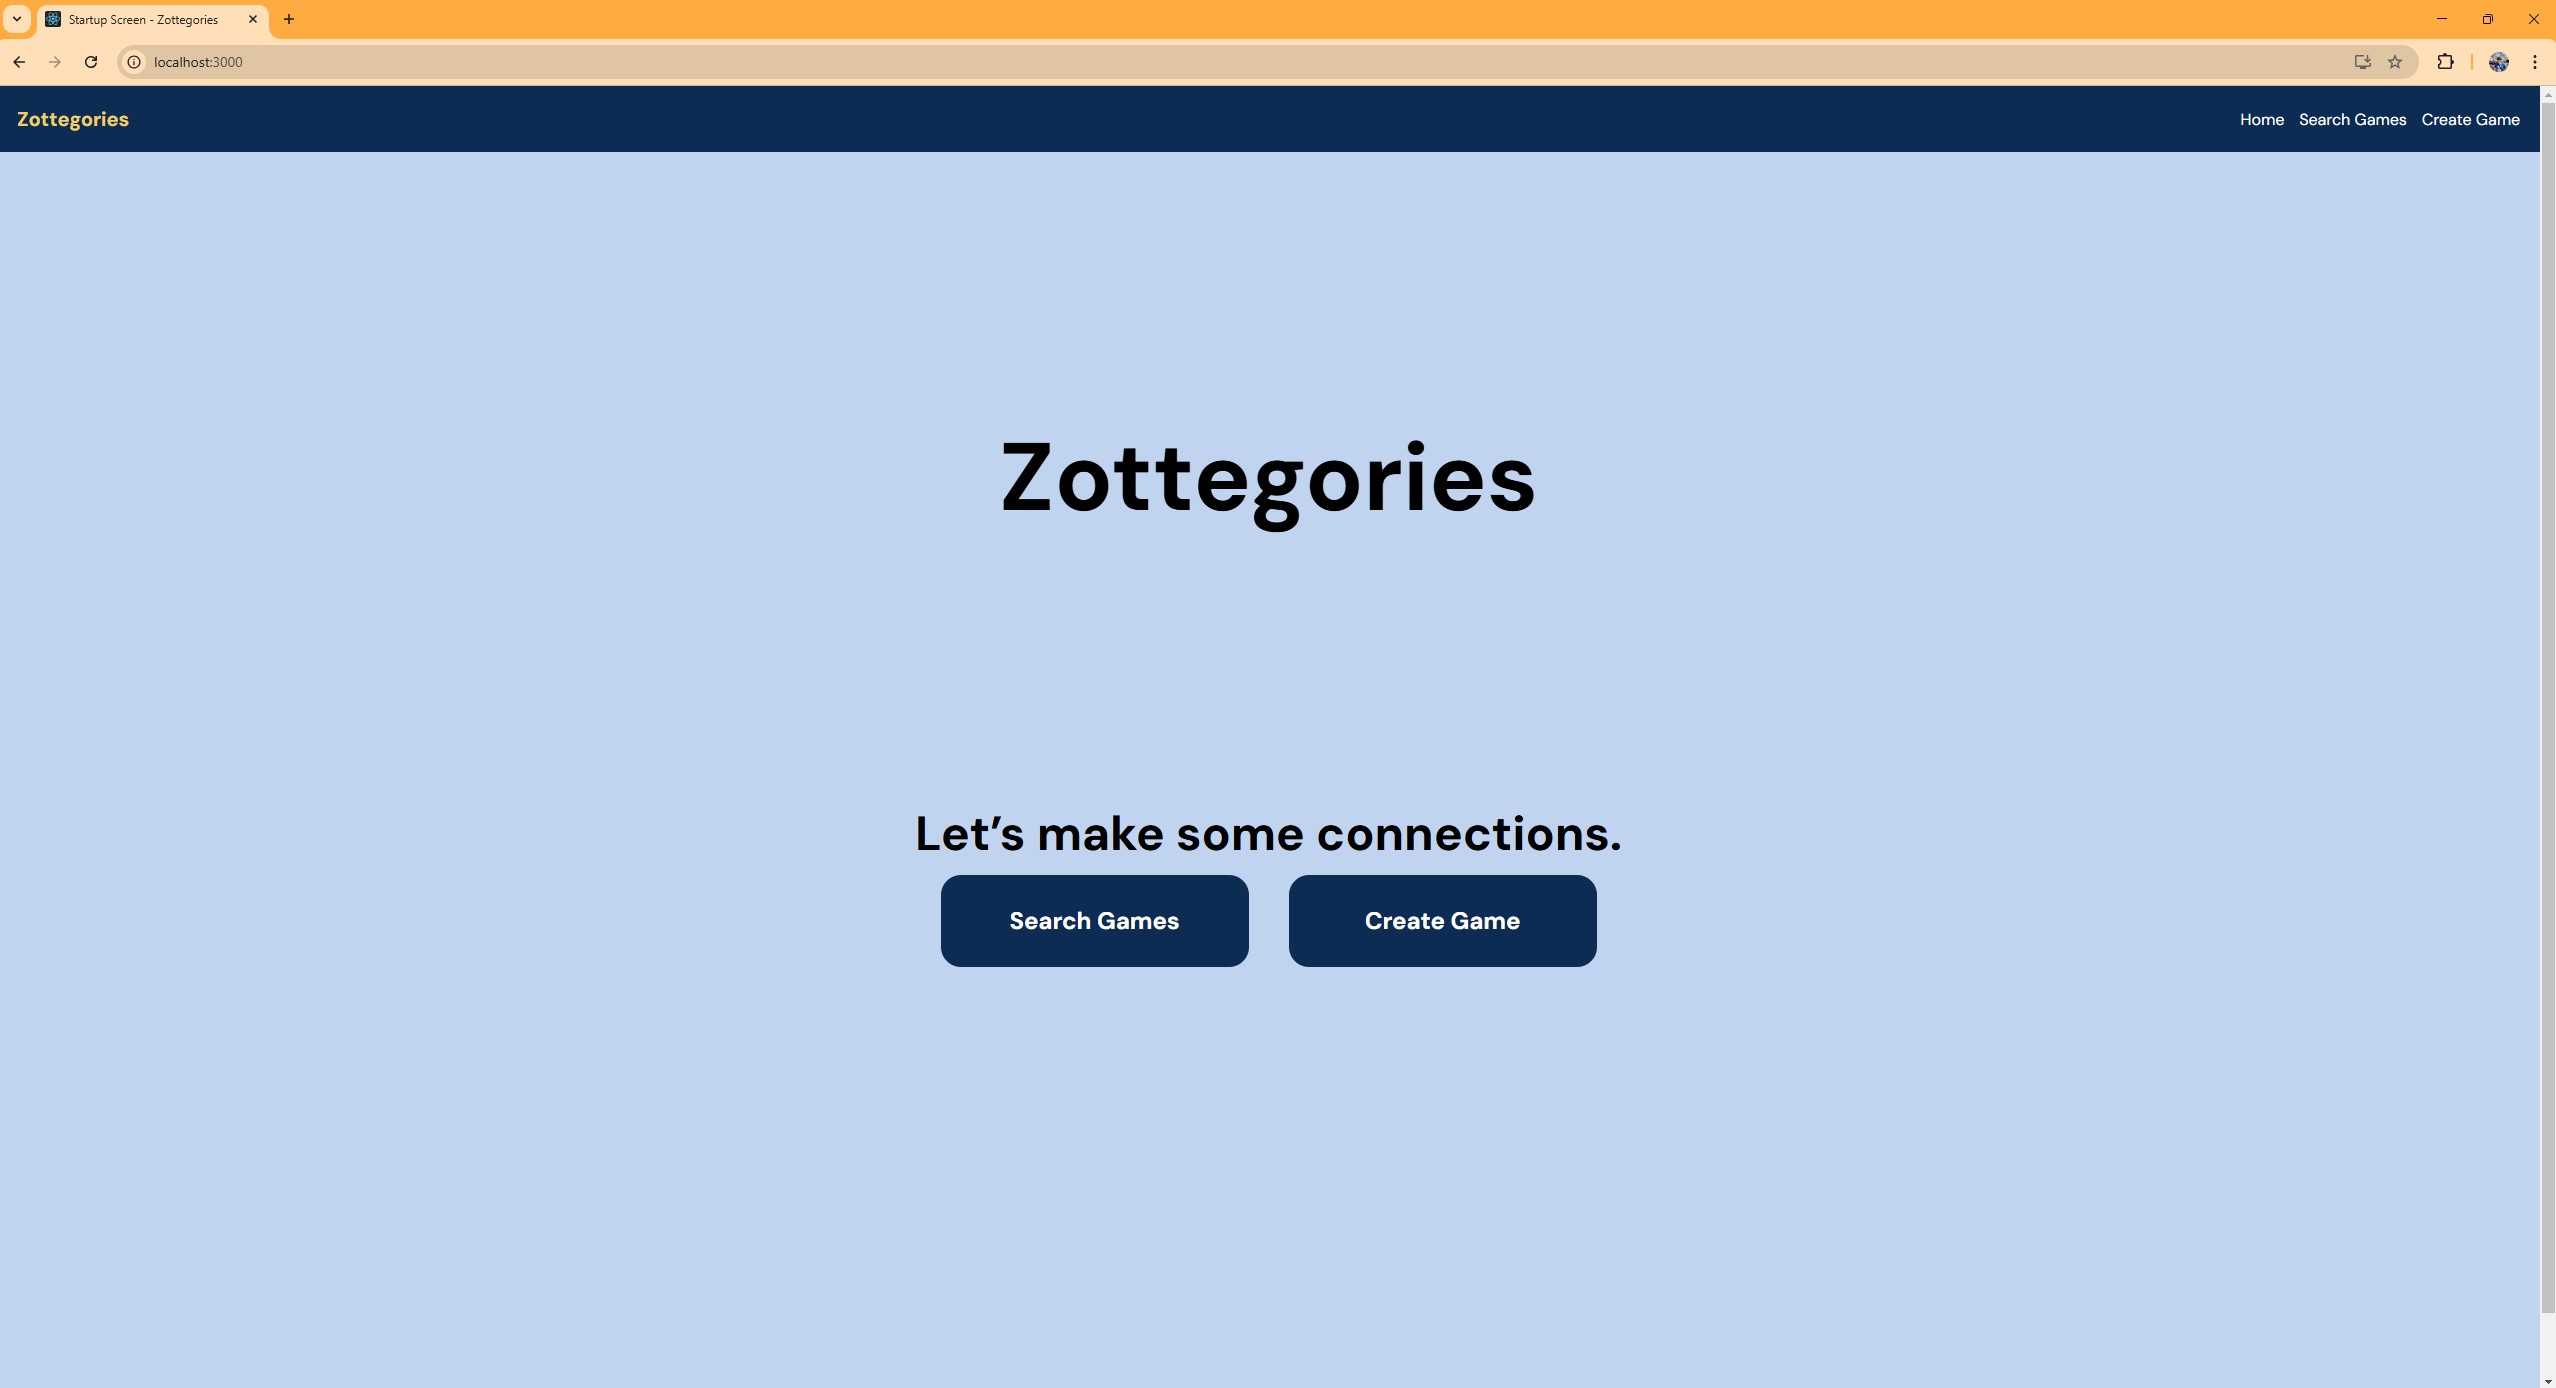 Startup Screen - Zottegories
localhost:3000
Zottegories
Home Search Games Create Game
Zottegories
Let’s make some connections.
Search Games Create Game